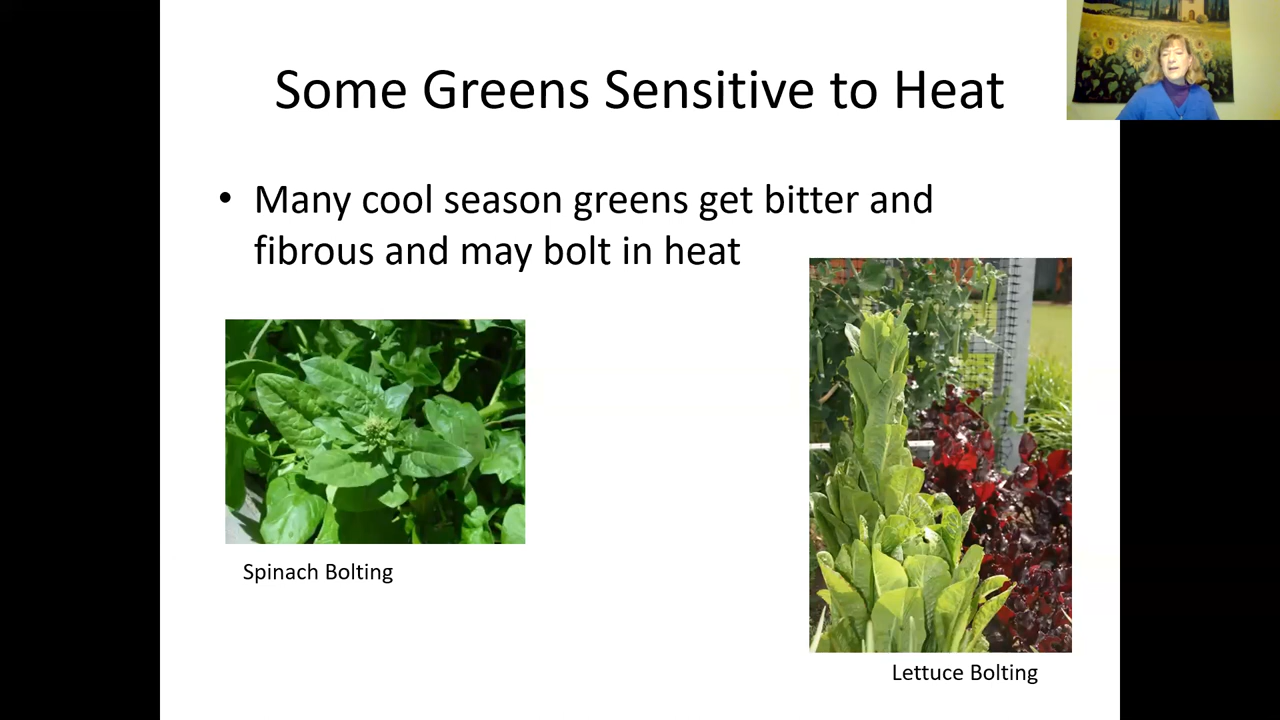 Some Greens Sensitive to Heat
• Many cool season greens get bitter and
fibrous and may bolt in heat
Spinach Bolting
Lettuce Bolting